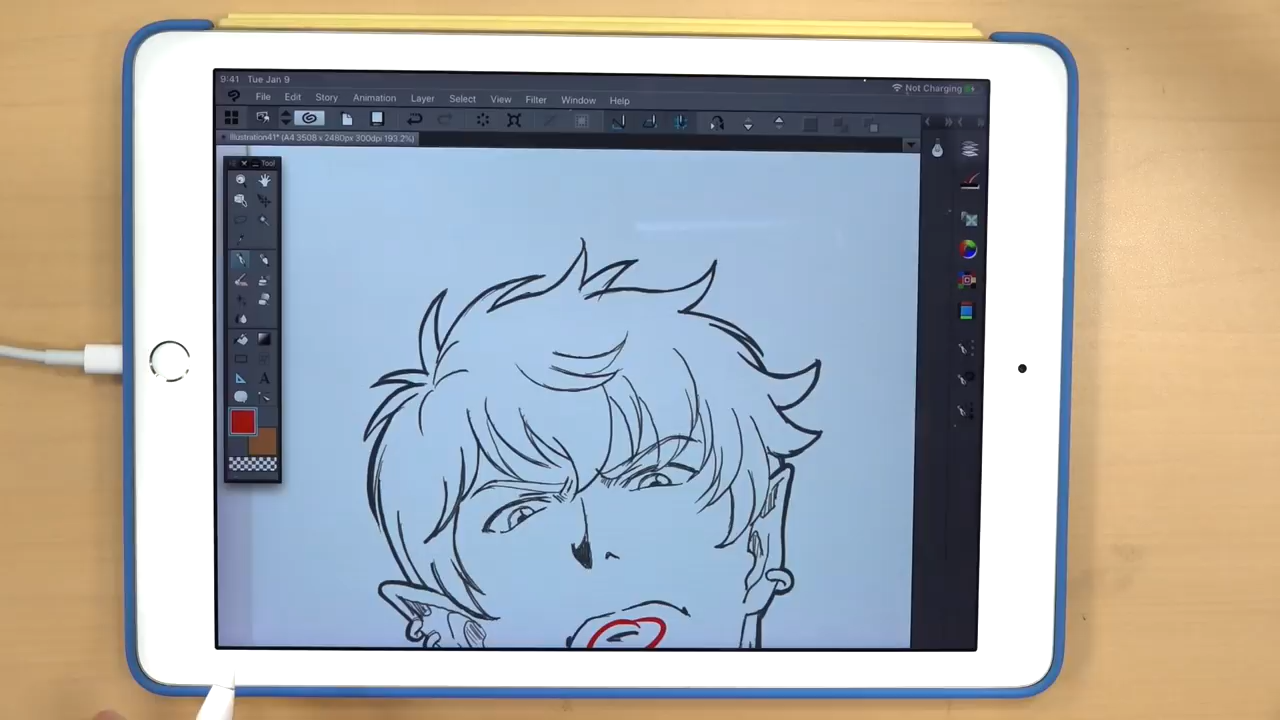 9:41 Tue Jan 9
Not Charging
File Edit Story Animation Layer Select View Filter Window Help
illustration41* (A4 3508 x 2480px 300dpi 193.2%)
Tool
A